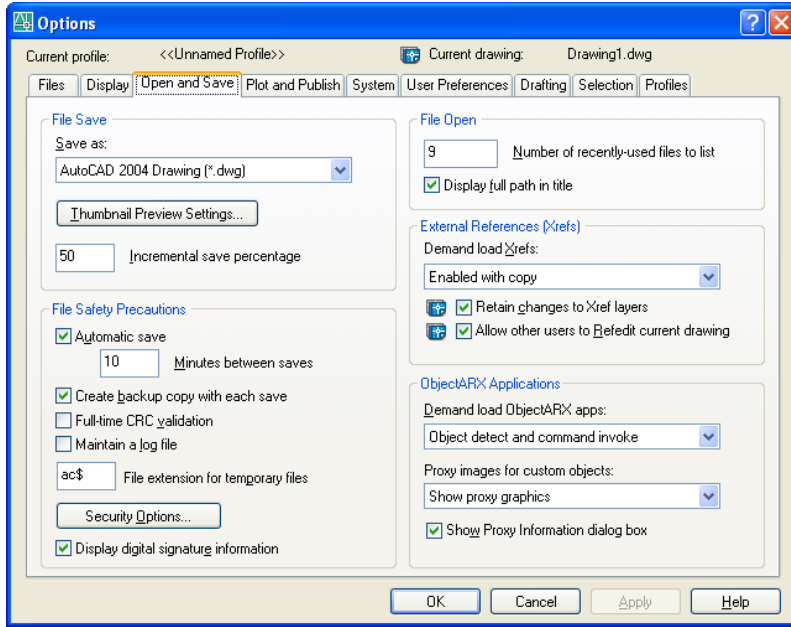 Options
Current profile: <<Unnamed Profile>> Current drawing: Drawing1.dwg
Files Display Open and Save Plot and Publish System User Preferences Drafting Selection Profiles
File Save
Save as:
AutoCAD 2004 Drawing (*.dwg)
Thumbnail Preview Settings...
50 Incremental save percentage
File Safety Precautions
Automatic save
10 Minutes between saves
Create backup copy with each save
Full-time CRC validation
Maintain a log file
ac$ File extension for temporary files
Security Options...
Display digital signature information
File Open
9 Number of recently-used files to list
Display full path in title
External References (Xrefs)
Demand load Xrefs:
Enabled with copy
Retain changes to Xref layers
Allow other users to Refedit current drawing
ObjectARX Applications
Demand load ObjectARX apps:
Object detect and command invoke
Proxy images for custom objects:
Show proxy graphics
Show Proxy Information dialog box
OK Cancel Apply Help